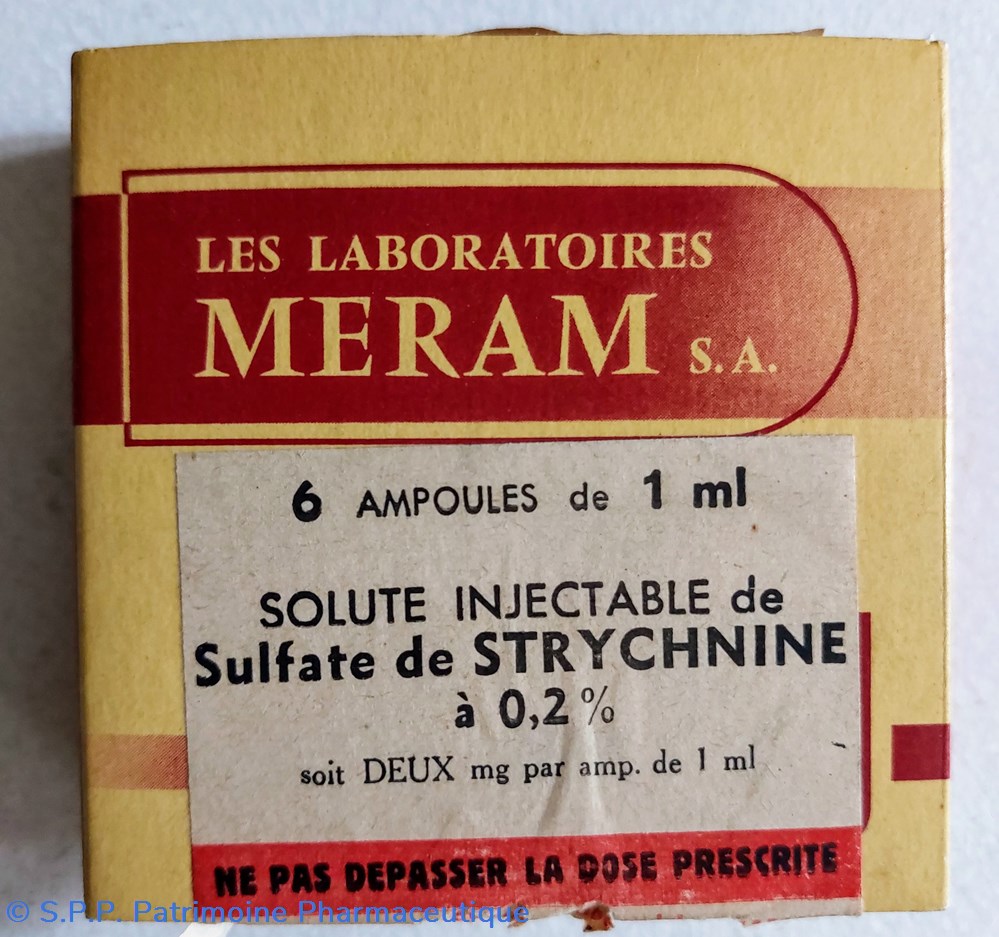 LES LABORATOIRES
MERAM S.A.
6 AMPOULES de 1 ml
SOLUTE INJECTABLE de
Sulfate de STRYCHNINE
à 0,2%
soit DEUX mg par amp. de 1 ml
NE PAS DEPASSER LA DOSE PRESCRITE
© S.P.P. Patrimoine Pharmaceutique